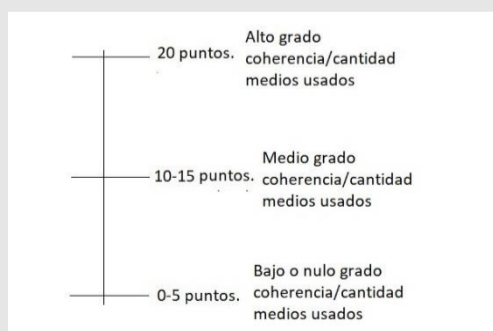 Alto grado
20 puntos. coherencia/cantidad
medios usados
Medio grado
10-15 puntos. coherencia/cantidad
medios usados
Bajo o nulo grado
0-5 puntos. coherencia/cantidad
medios usados